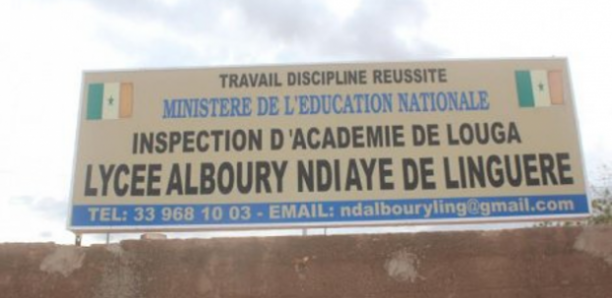 TRAVAIL DISCIPLINE REUSSITE
MINISTERE DE L'EDUCATION NATIONALE
INSPECTION D'ACADEMIE DE LOUGA
LYCEE ALBOURY NDIAYE DE LINGUERE
TEL: 33 968 10 03 - EMAIL: ndalbouryling@gmail.com